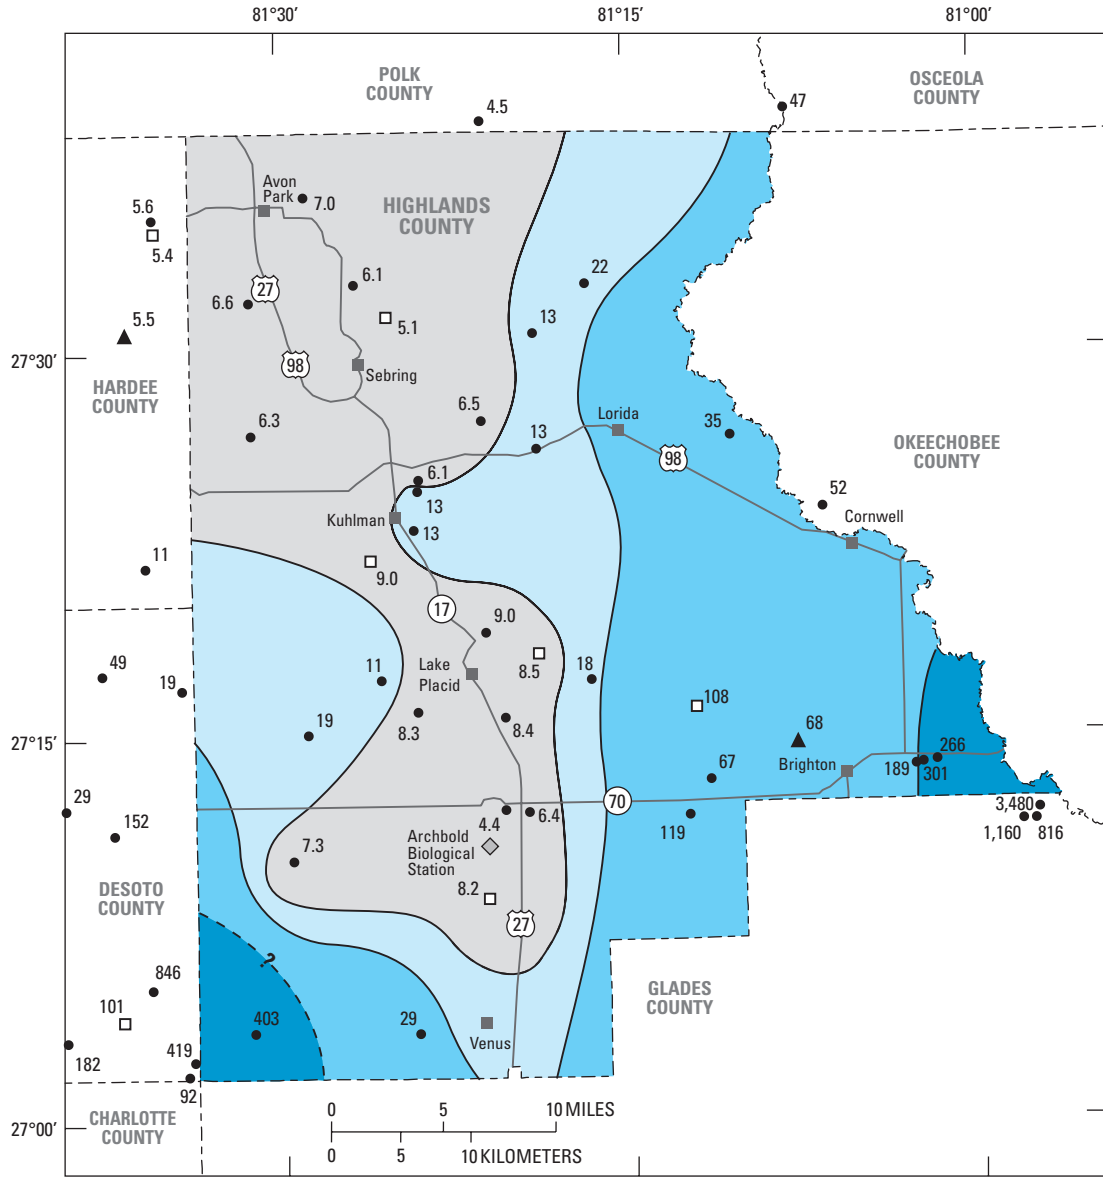 81°30′
81°15′
81°00′
POLK
COUNTY
OSCEOLA
COUNTY
4.5
47
Avon
Park
7.0
HIGHLANDS
COUNTY
5.6
5.4
22
6.1
27
6.6
5.1
5.5
13
27°30′
98
Sebring
HARDEE
COUNTY
6.3
6.5
Lorida
35
13
98
OKEECHOBEE
COUNTY
6.1
13
52
Kuhlman
13
Cornwell
11
9.0
17
9.0
49
19
11
Lake
Placid
8.5
18
108
19
8.3
8.4
68
27°15′
67
Brighton
189
301
266
29
152
7.3
4.4
6.4
70
119
3,480
1,160
816
Archbold
Biological
Station
8.2
DESOTO
COUNTY
27
?
846
101
GLADES
COUNTY
403
29
Venus
182
419
92
CHARLOTTE
COUNTY
27°00′
0
5
10 MILES
0
5
10 KILOMETERS